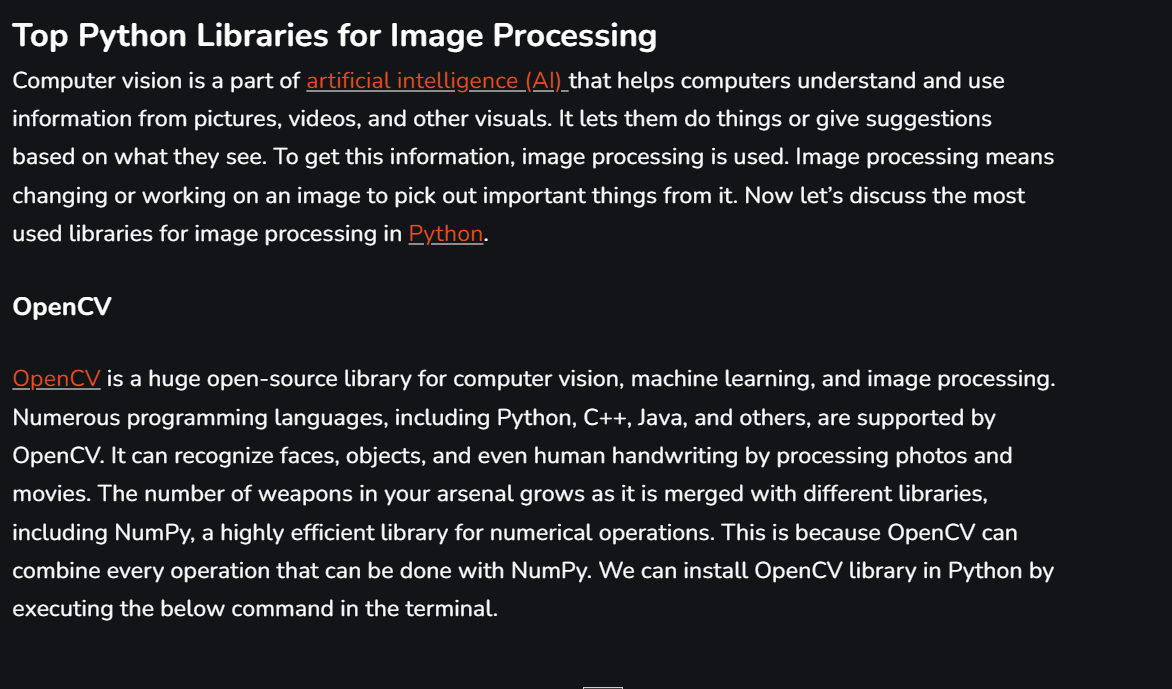 Top Python Libraries for Image Processing
Computer vision is a part of artificial intelligence (AI) that helps computers understand and use
information from pictures, videos, and other visuals. It lets them do things or give suggestions
based on what they see. To get this information, image processing is used. Image processing means
changing or working on an image to pick out important things from it. Now let’s discuss the most
used libraries for image processing in Python.
OpenCV
OpenCV is a huge open-source library for computer vision, machine learning, and image processing.
Numerous programming languages, including Python, C++, Java, and others, are supported by
OpenCV. It can recognize faces, objects, and even human handwriting by processing photos and
movies. The number of weapons in your arsenal grows as it is merged with different libraries,
including NumPy, a highly efficient library for numerical operations. This is because OpenCV can
combine every operation that can be done with NumPy. We can install OpenCV library in Python by
executing the below command in the terminal.